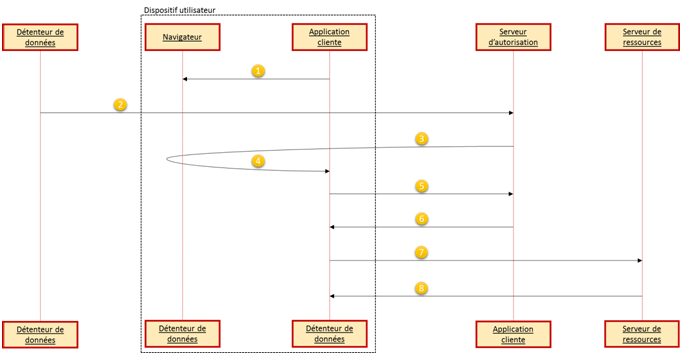 Dispositif utilisateur
Détenteur de
données
Navigateur
Application
cliente
Serveur
d'autorisation
Serveur de
ressources
1
2
3
4
5
6
7
8
Détenteur de
données
Détenteur de
données
Détenteur de
données
Application
cliente
Serveur de
ressources